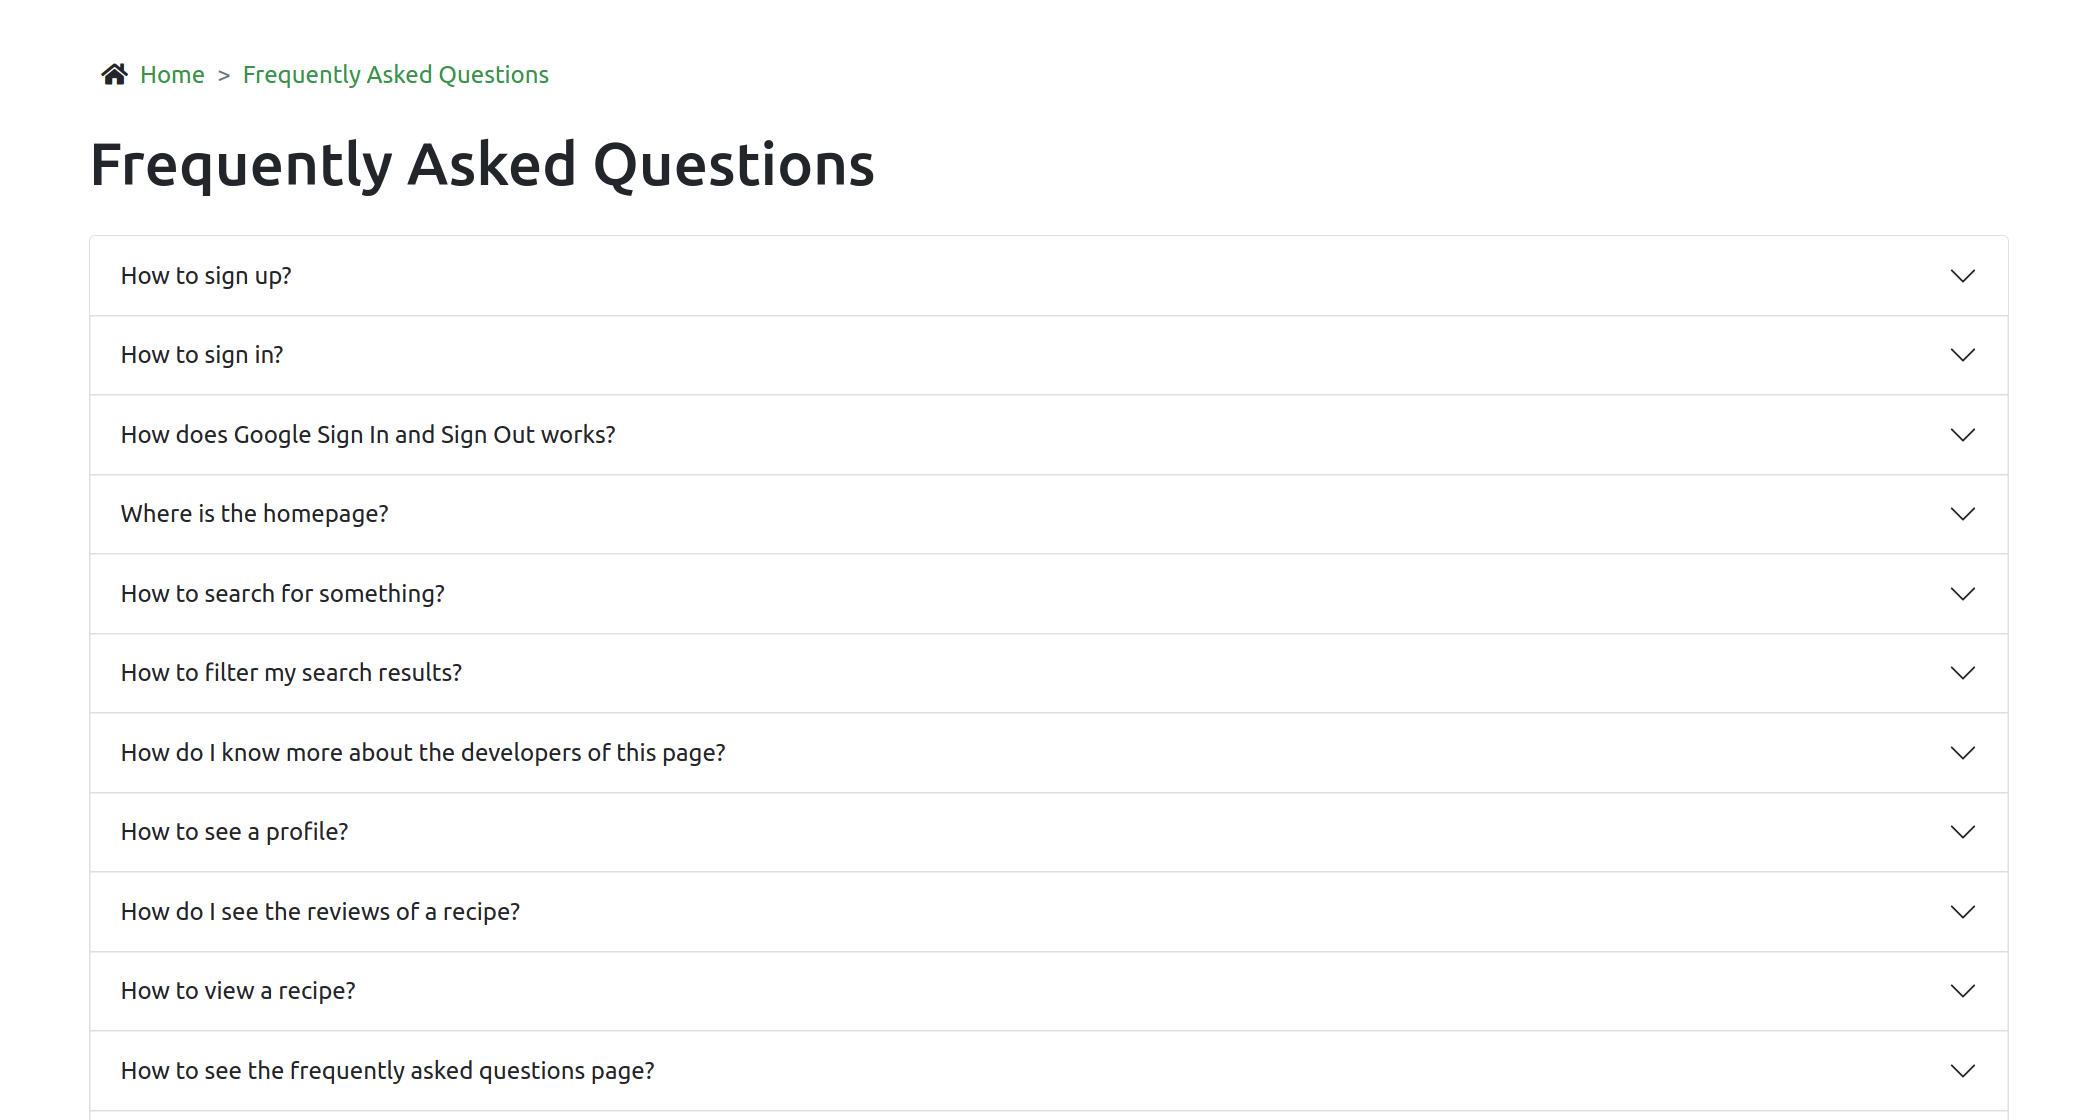 Home > Frequently Asked Questions
Frequently Asked Questions
How to sign up?
How to sign in?
How does Google Sign In and Sign Out works?
Where is the homepage?
How to search for something?
How to filter my search results?
How do I know more about the developers of this page?
How to see a profile?
How do I see the reviews of a recipe?
How to view a recipe?
How to see the frequently asked questions page?